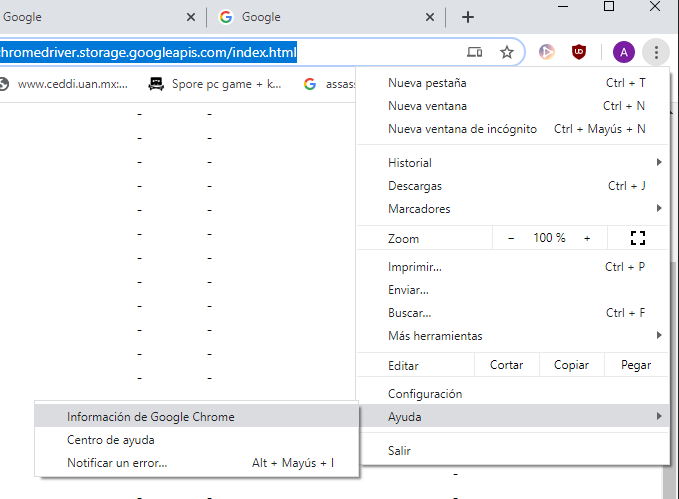 Google
Google
chromedriver.storage.googleapis.com/index.html
A
www.ceddi.uan.mx:...
Spore pc game + k...
assas
Nueva pestaña Ctrl + T
Nueva ventana Ctrl + N
Nueva ventana de incógnito Ctrl + Mayús + N
Historial
Descargas Ctrl + J
Marcadores
Zoom − 100 % +
Imprimir... Ctrl + P
Enviar...
Buscar... Ctrl + F
Más herramientas
Editar Cortar Copiar Pegar
Configuración
Ayuda
Información de Google Chrome
Centro de ayuda
Notificar un error... Alt + Mayús + I
Salir